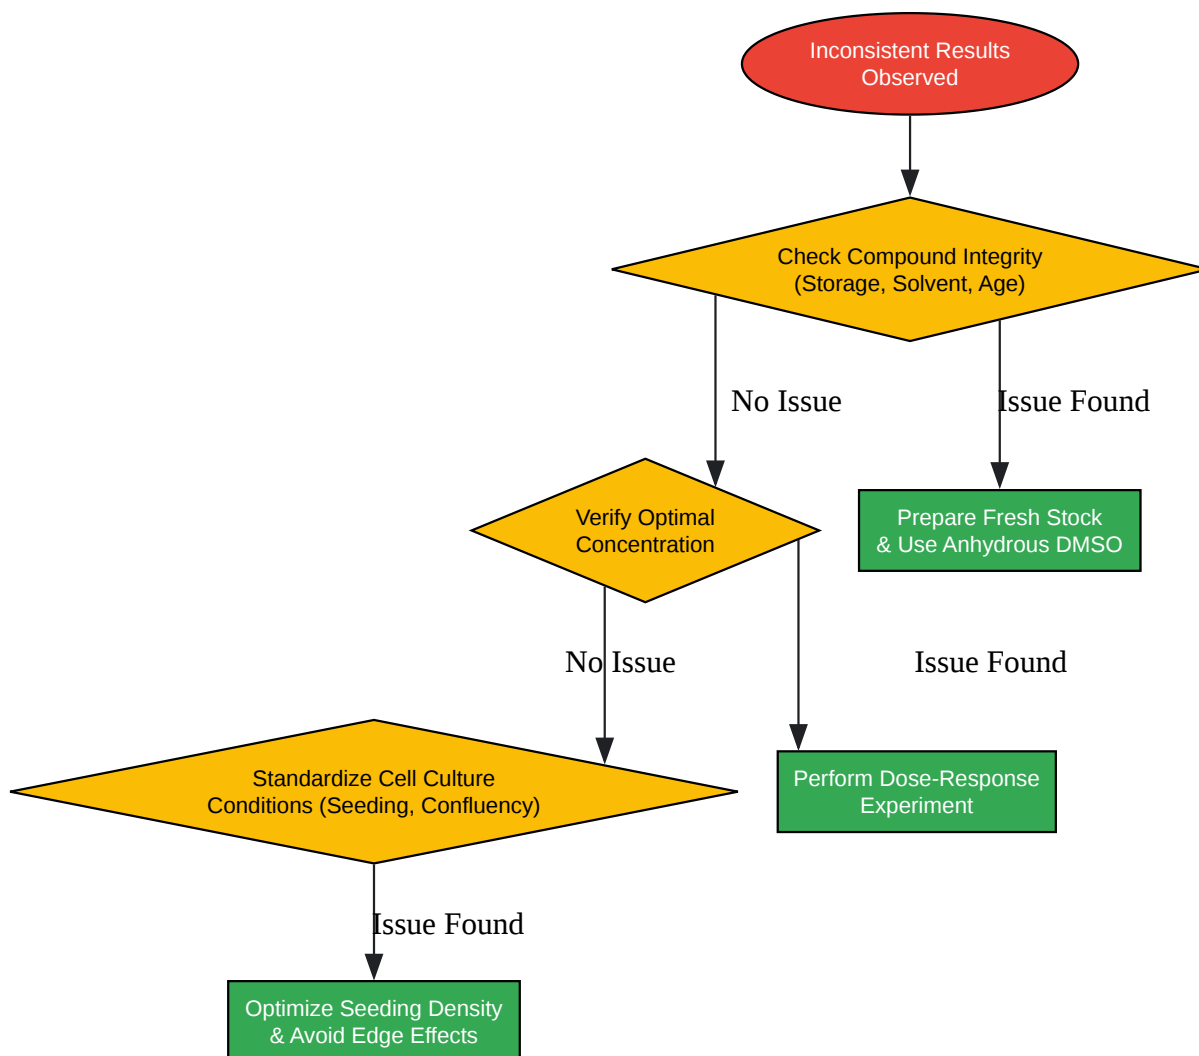 Inconsistent Results
Observed
Check Compound Integrity
(Storage, Solvent, Age)
No Issue
Issue Found
Verify Optimal
Concentration
Prepare Fresh Stock
& Use Anhydrous DMSO
No Issue
Issue Found
Standardize Cell Culture
Conditions (Seeding, Confluency)
Perform Dose-Response
Experiment
Issue Found
Optimize Seeding Density
& Avoid Edge Effects